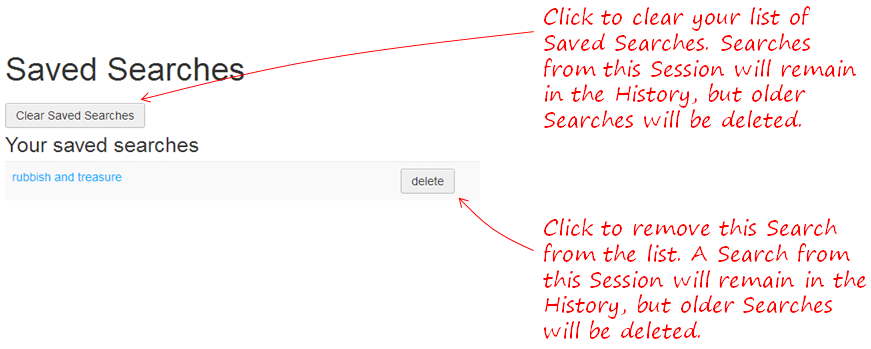 Saved Searches
Clear Saved Searches
Your saved searches
rubbish and treasure
delete
Click to clear your list of
Saved Searches. Searches
from this Session will remain
in the History, but older
Searches will be deleted.
Click to remove this Search
from the list. A Search from
this Session will remain in the
History, but older Searches
will be deleted.